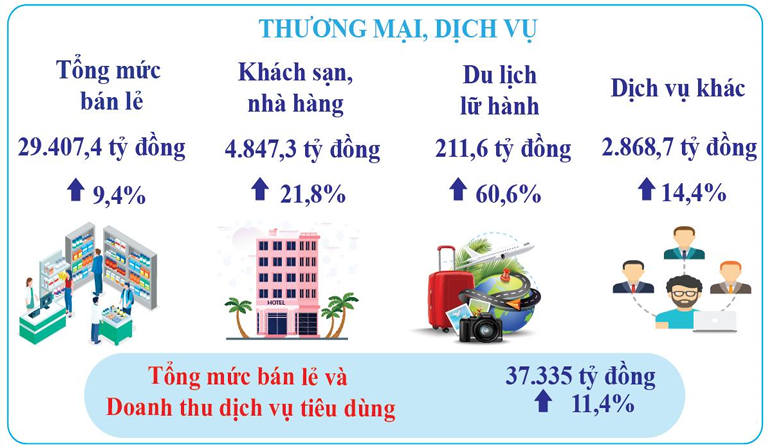 THƯƠNG MẠI, DỊCH VỤ
Tổng mức
bán lẻ
29.407,4 tỷ đồng
9,4%
Khách sạn,
nhà hàng
4.847,3 tỷ đồng
21,8%
Du lịch
lữ hành
211,6 tỷ đồng
60,6%
Dịch vụ khác
2.868,7 tỷ đồng
14,4%
HOTEL
Tổng mức bán lẻ và
Doanh thu dịch vụ tiêu dùng
37.335 tỷ đồng
11,4%